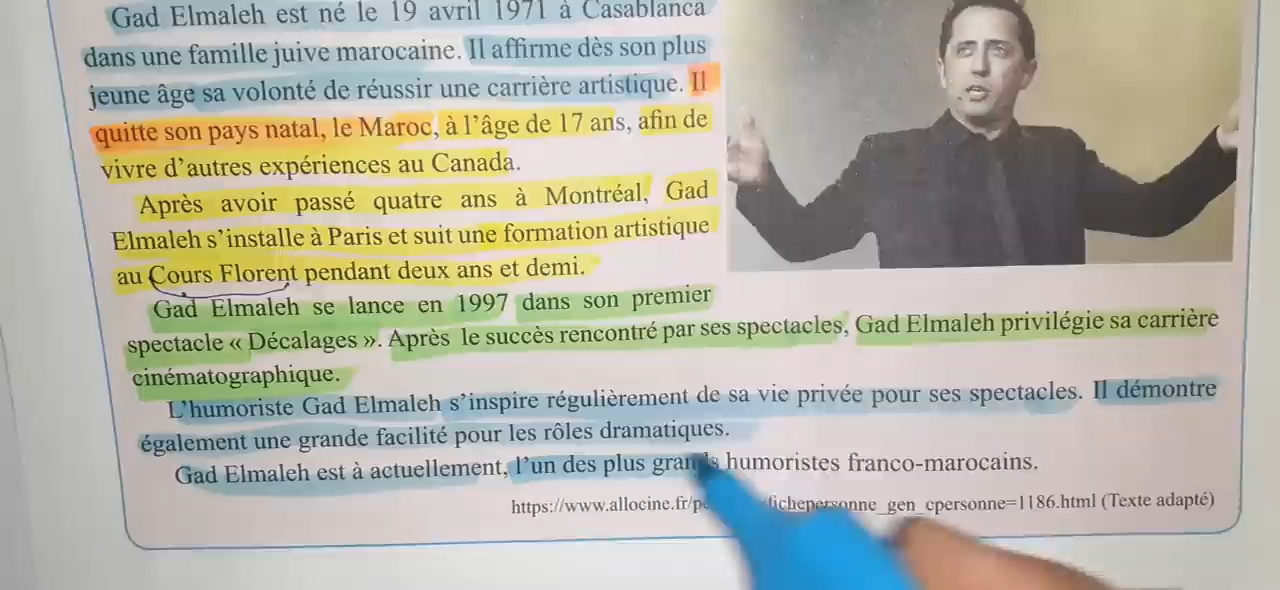 Gad Elmaleh est né le 19 avril 1971 à Casablanca
dans une famille juive marocaine. Il affirme dès son plus
jeune âge sa volonté de réussir une carrière artistique. Il
quitte son pays natal, le Maroc, à l'âge de 17 ans, afin de
vivre d'autres expériences au Canada.
Après avoir passé quatre ans à Montréal, Gad
Elmaleh s'installe à Paris et suit une formation artistique
au Cours Florent pendant deux ans et demi.
Gad Elmaleh se lance en 1997 dans son premier
spectacle « Décalages ». Après le succès rencontré par ses spectacles, Gad Elmaleh privilégie sa carrière
cinématographique.
L'humoriste Gad Elmaleh s'inspire régulièrement de sa vie privée pour ses spectacles. Il démontre
également une grande facilité pour les rôles dramatiques.
Gad Elmaleh est à actuellement, l'un des plus grands humoristes franco-marocains.
https://www.allocine.fr/pe fichepersonne_gen_cpersonne=1186.html (Texte adapté)